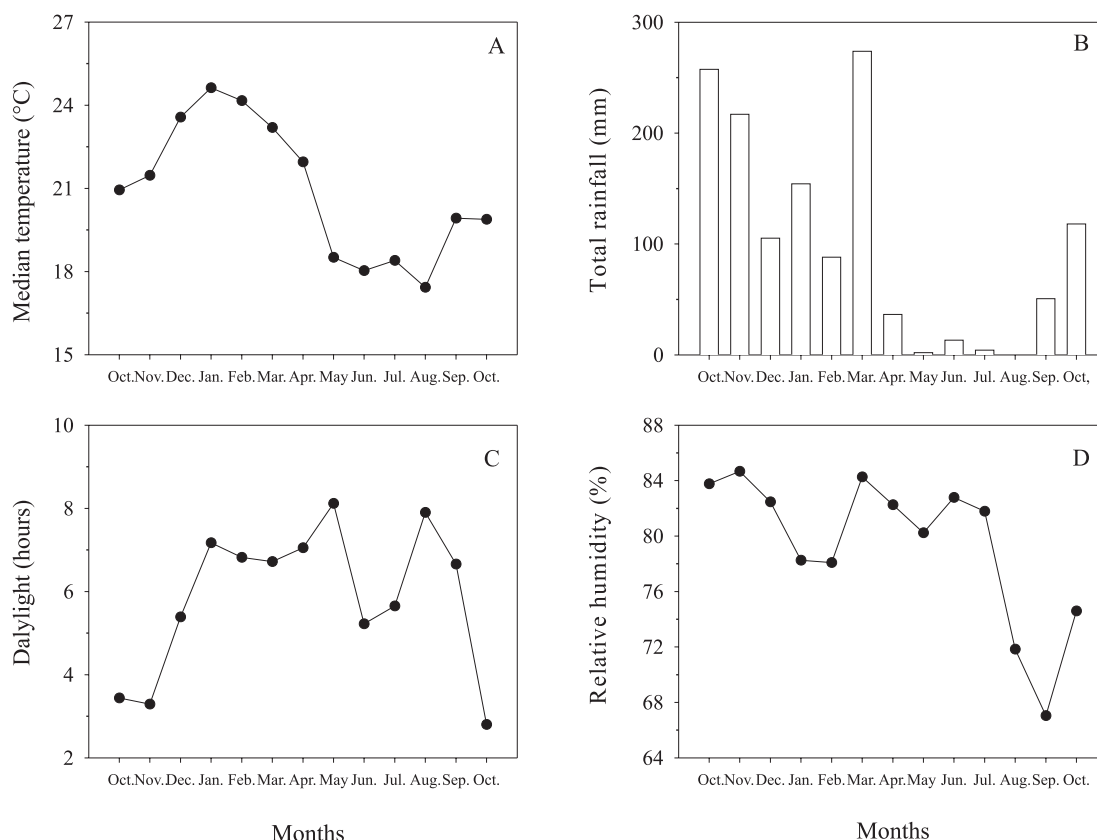 A
Median temperature (°C)
27
24
21
18
15
Oct. Nov. Dec. Jan. Feb. Mar. Apr. May Jun. Jul. Aug. Sep. Oct.
B
Total rainfall (mm)
300
200
100
0
Oct. Nov. Dec. Jan. Feb. Mar. Apr. May Jun. Jul. Aug. Sep. Oct,
C
Dalylight (hours)
10
8
6
4
2
Oct. Nov. Dec. Jan. Feb. Mar. Apr. May Jun. Jul. Aug. Sep. Oct.
Months
D
Relative humidity (%)
88
84
80
76
72
68
64
Oct. Nov. Dec. Jan. Feb. Mar. Apr. May Jun. Jul. Aug. Sep. Oct.
Months